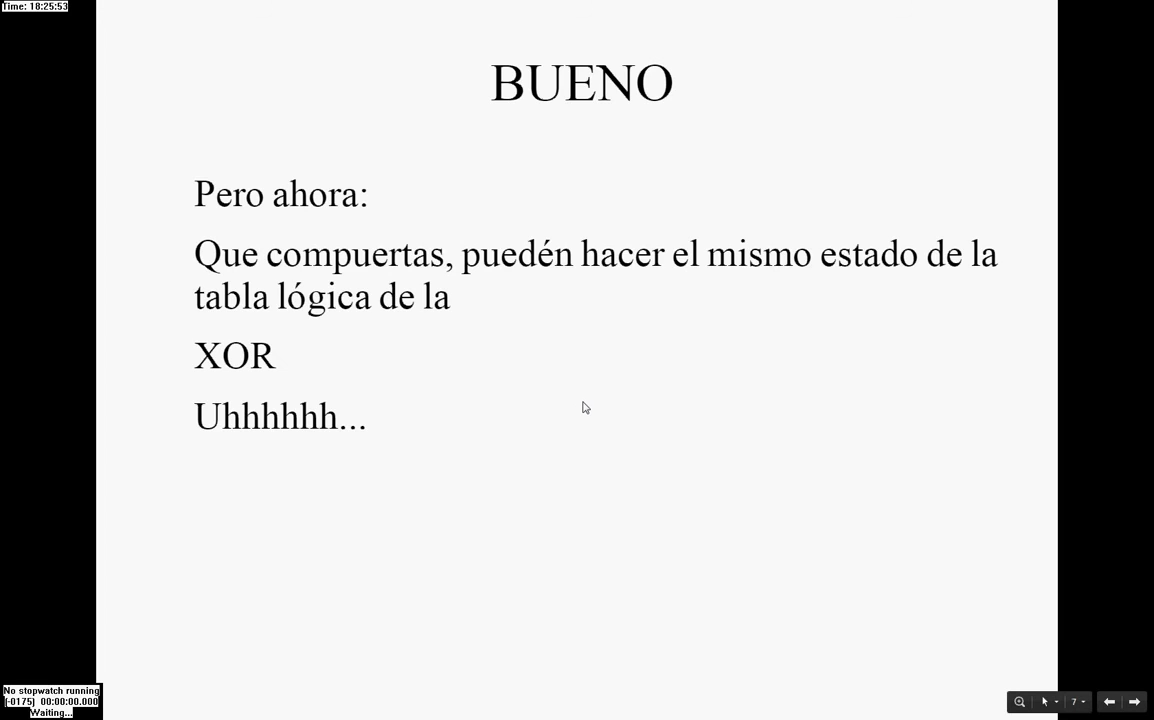 Time: 18:25:53
BUENO
Pero ahora:
Que compuertas, puedén hacer el mismo estado de la
tabla lógica de la
XOR
Uhhhhhh...
No stopwatch running
[-0175] 00:00:00.000
Waiting...
7